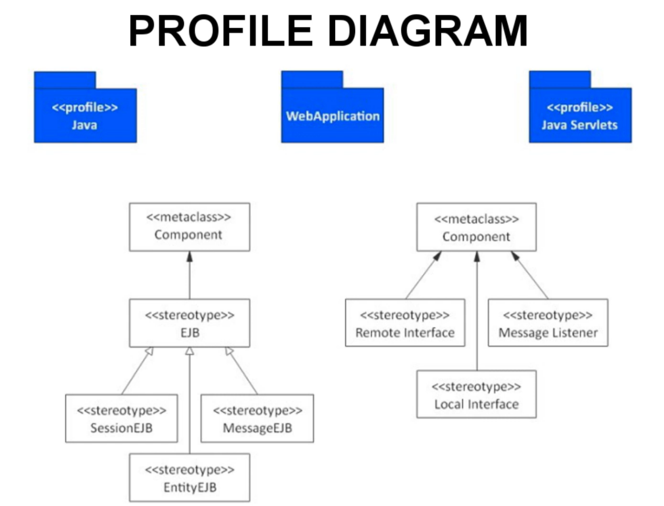 PROFILE DIAGRAM
<<profile>>
Java
WebApplication
<<profile>>
Java Servlets
<<metaclass>>
Component
<<metaclass>>
Component
<<stereotype>>
EJB
<<stereotype>>
Remote Interface
<<stereotype>>
Message Listener
<<stereotype>>
Local Interface
<<stereotype>>
SessionEJB
<<stereotype>>
MessageEJB
<<stereotype>>
EntityEJB